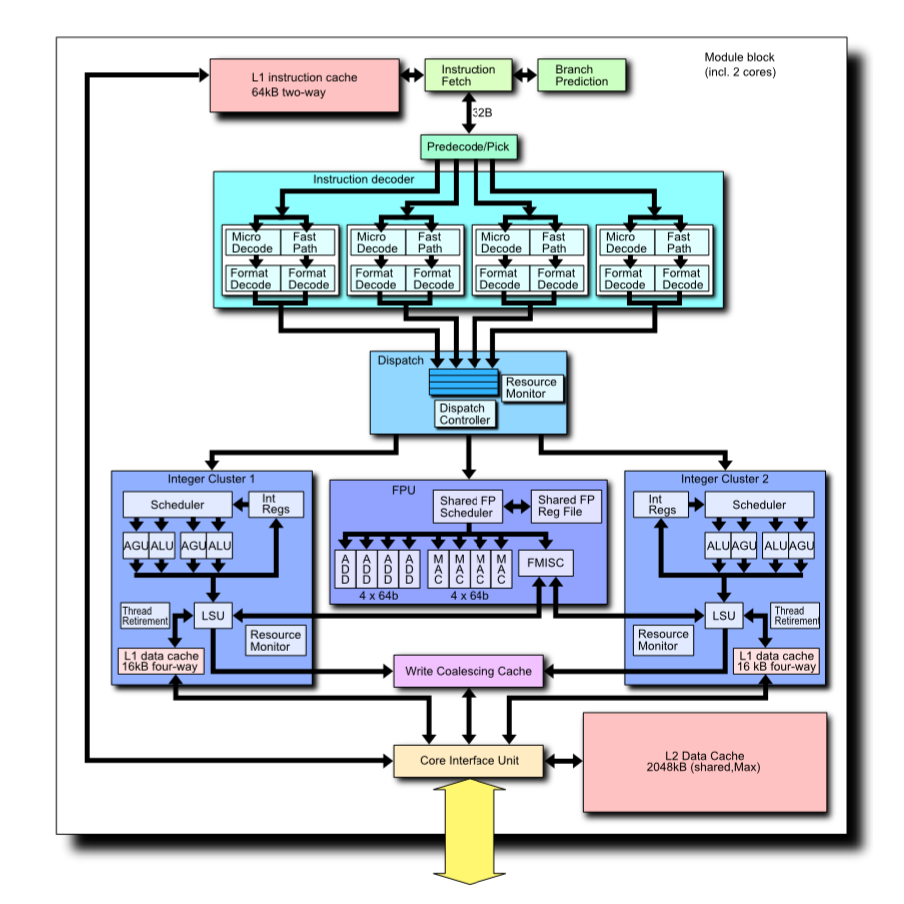 Module block
(incl. 2 cores)
L1 instruction cache
64kB two-way
Instruction
Fetch
Branch
Prediction
32B
Predecode/Pick
Instruction decoder
Micro
Decode
Fast
Path
Micro
Decode
Fast
Path
Micro
Decode
Fast
Path
Micro
Decode
Fast
Path
Format
Decode
Format
Decode
Format
Decode
Format
Decode
Format
Decode
Format
Decode
Format
Decode
Format
Decode
Dispatch
Resource
Monitor
Dispatch
Controller
Integer Cluster 1
Scheduler
Int
Regs
AGU
ALU
AGU
ALU
LSU
Thread
Retirement
Resource
Monitor
L1 data cache
16kB four-way
FPU
Shared FP
Scheduler
Shared FP
Reg File
ADD
ADD
ADD
ADD
MAC
MAC
MAC
MAC
FMISC
4 x 64b
4 x 64b
Integer Cluster 2
Int
Regs
Scheduler
ALU
AGU
ALU
AGU
LSU
Thread
Retirement
Resource
Monitor
L1 data cache
16 kB four-way
Write Coalescing Cache
Core Interface Unit
L2 Data Cache
2048kB (shared,Max)